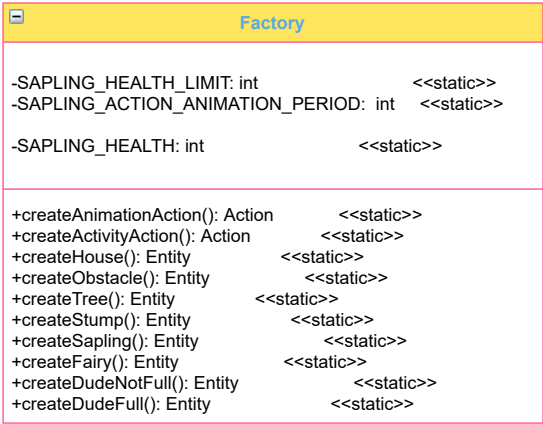 Factory
-SAPLING_HEALTH_LIMIT: int <<static>>
-SAPLING_ACTION_ANIMATION_PERIOD: int <<static>>
-SAPLING_HEALTH: int <<static>>
+createAnimationAction(): Action <<static>>
+createActivityAction(): Action <<static>>
+createHouse(): Entity <<static>>
+createObstacle(): Entity <<static>>
+createTree(): Entity <<static>>
+createStump(): Entity <<static>>
+createSapling(): Entity <<static>>
+createFairy(): Entity <<static>>
+createDudeNotFull(): Entity <<static>>
+createDudeFull(): Entity <<static>>